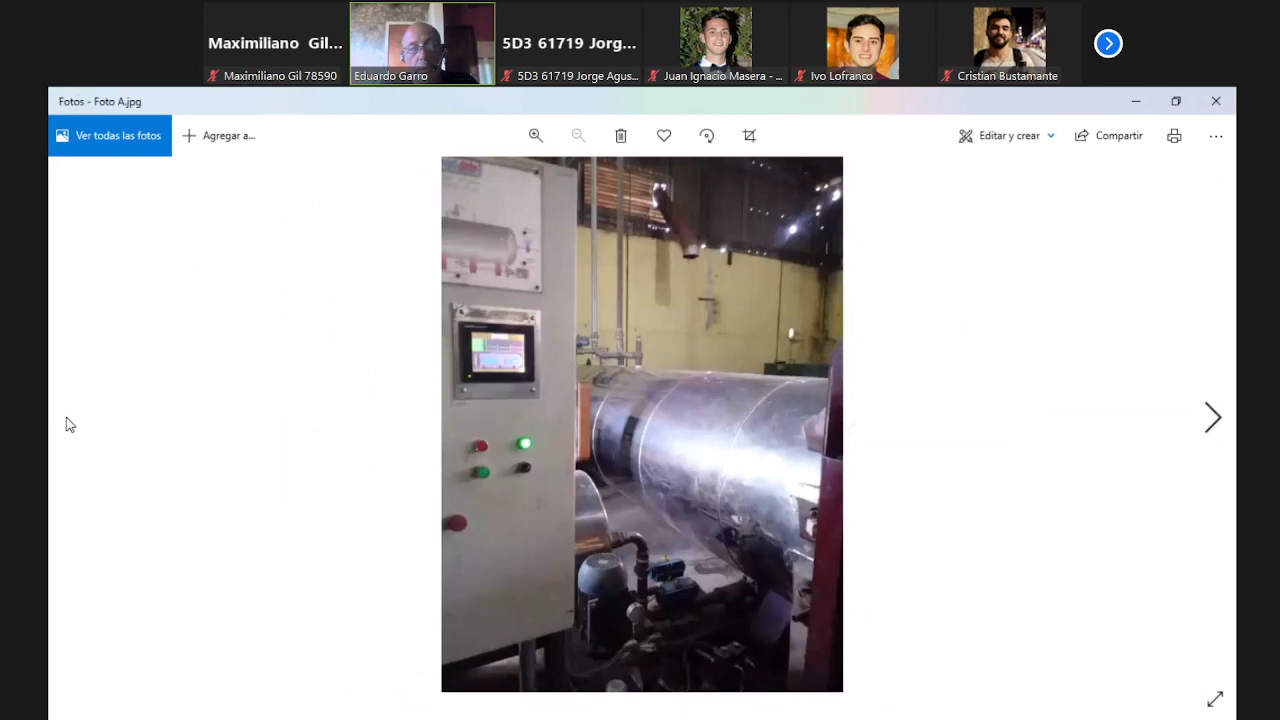 Maximiliano Gil...
5D3 61719 Jorg...
Maximiliano Gil 78590
Eduardo Garro
5D3 61719 Jorge Agus...
Juan Ignacio Masera - ...
Ivo Lofranco
Cristian Bustamante
Fotos - Foto A.jpg
Ver todas las fotos
Agregar a...
Editar y crear
Compartir